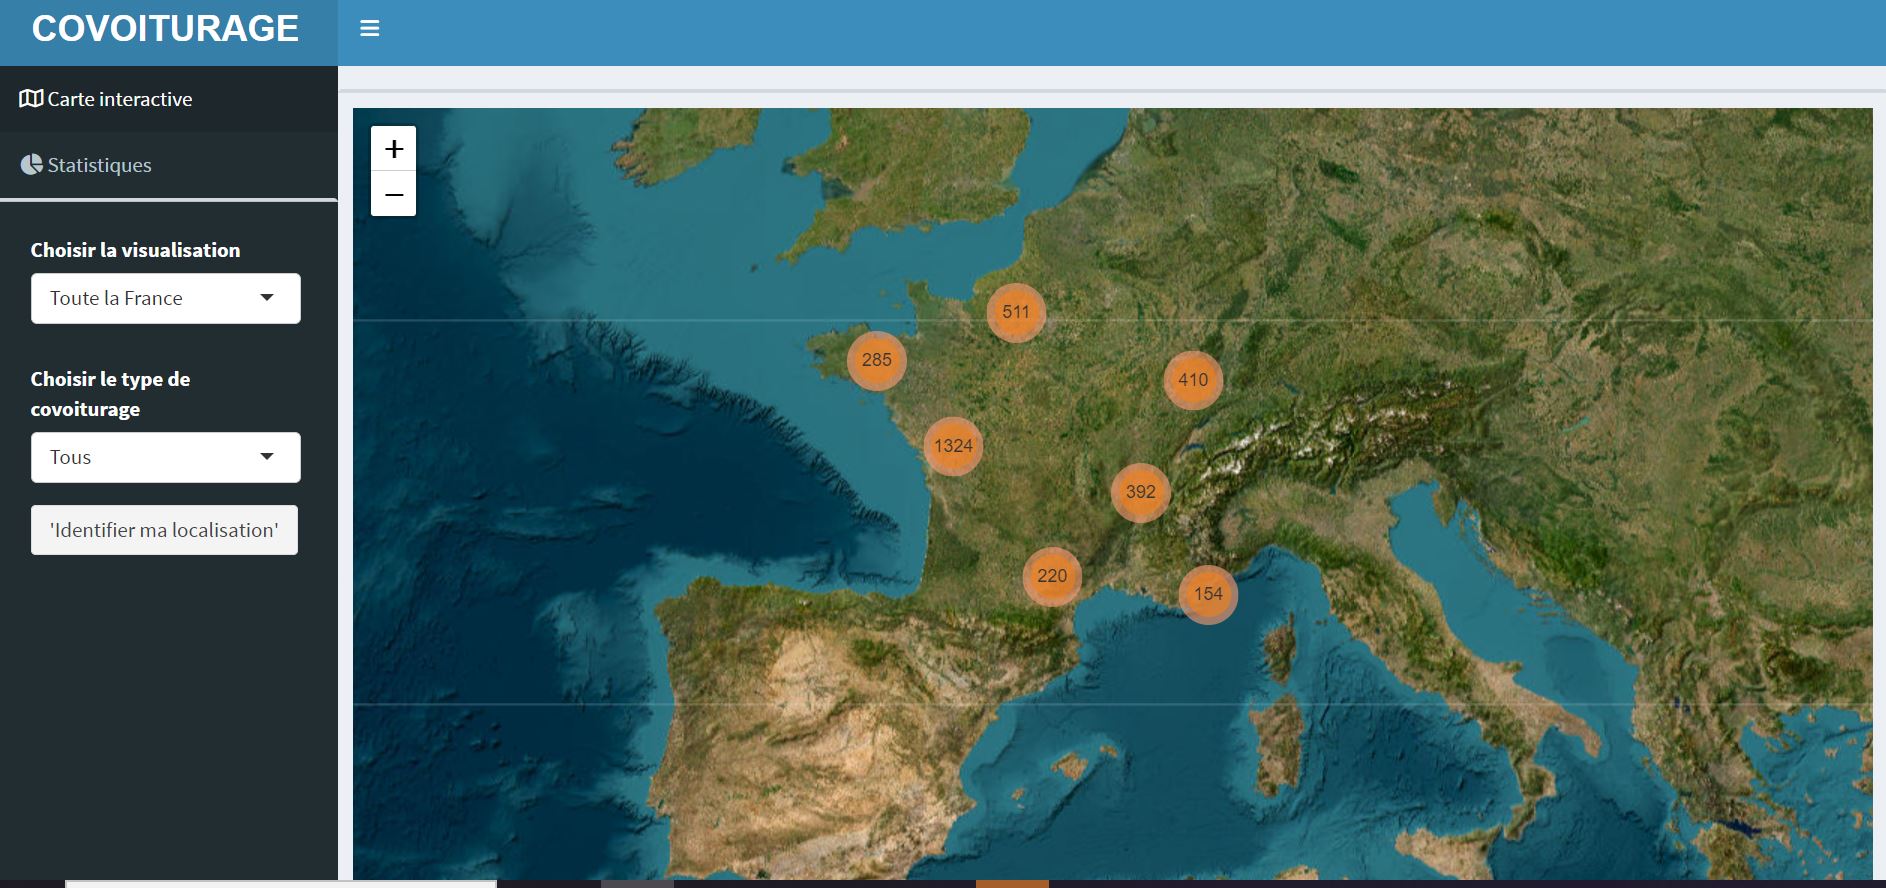 COVOITURAGE
Carte interactive
Statistiques
Choisir la visualisation
Toute la France
Choisir le type de
covoiturage
Tous
'Identifier ma localisation'
+
−
511
285
410
1324
392
220
154